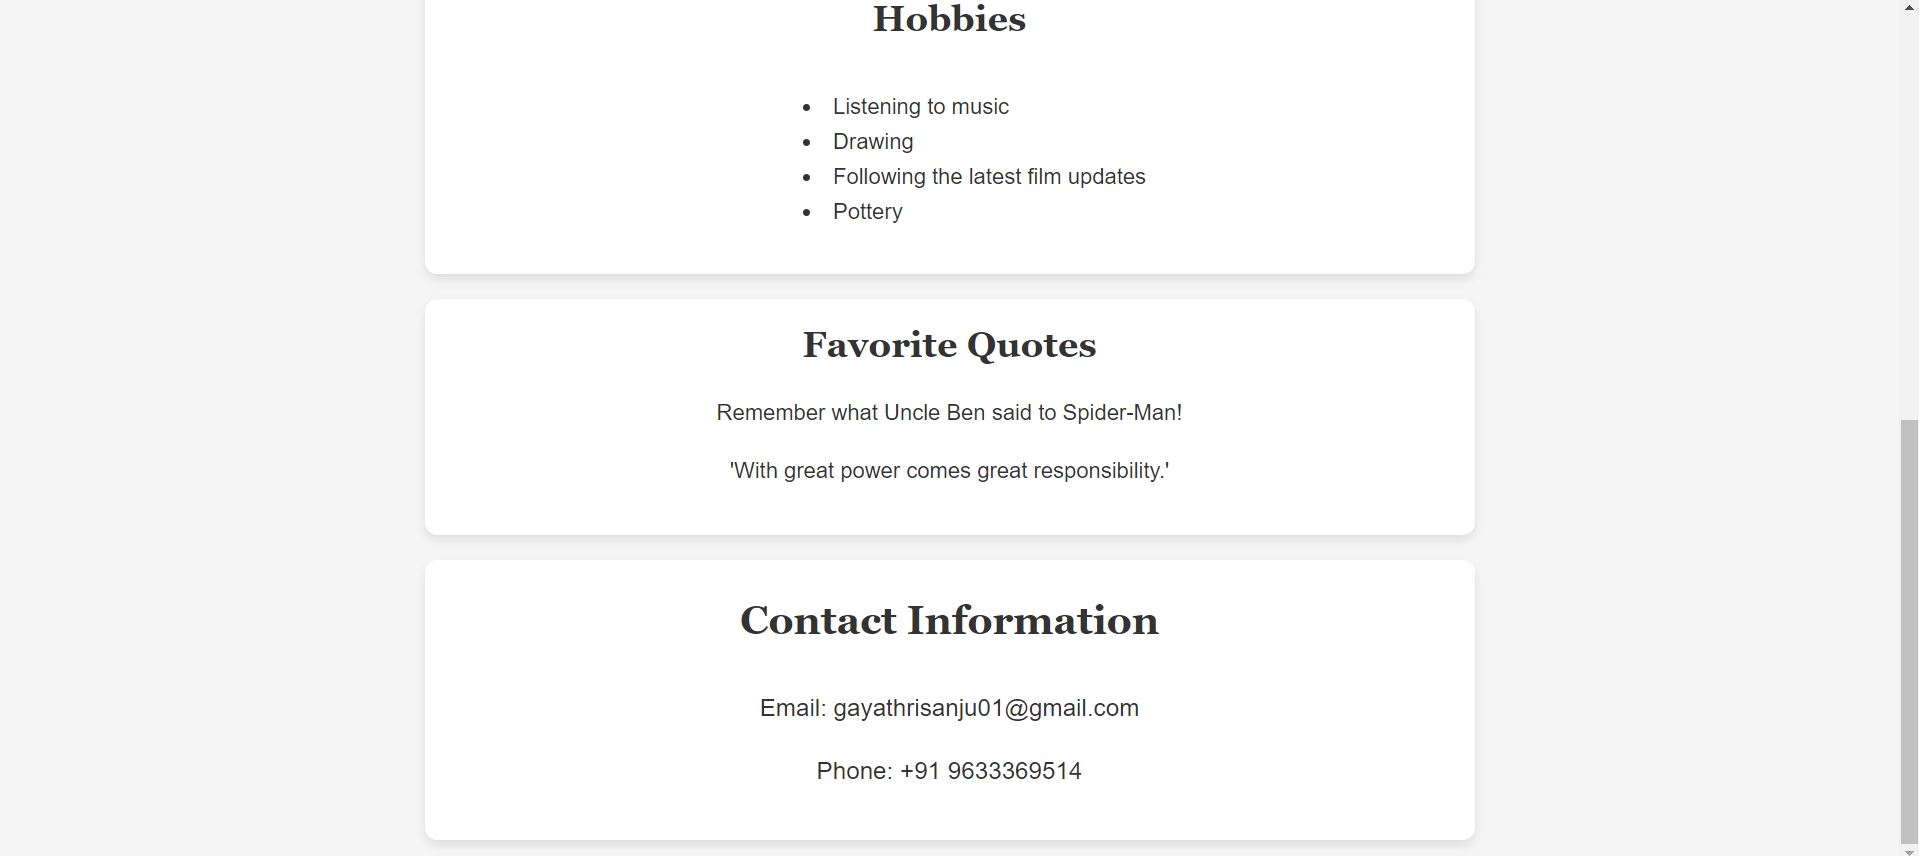 Hobbies
Listening to music
Drawing
Following the latest film updates
Pottery
Favorite Quotes
Remember what Uncle Ben said to Spider-Man!
'With great power comes great responsibility.'
Contact Information
Email: gayathrisanju01@gmail.com
Phone: +91 9633369514